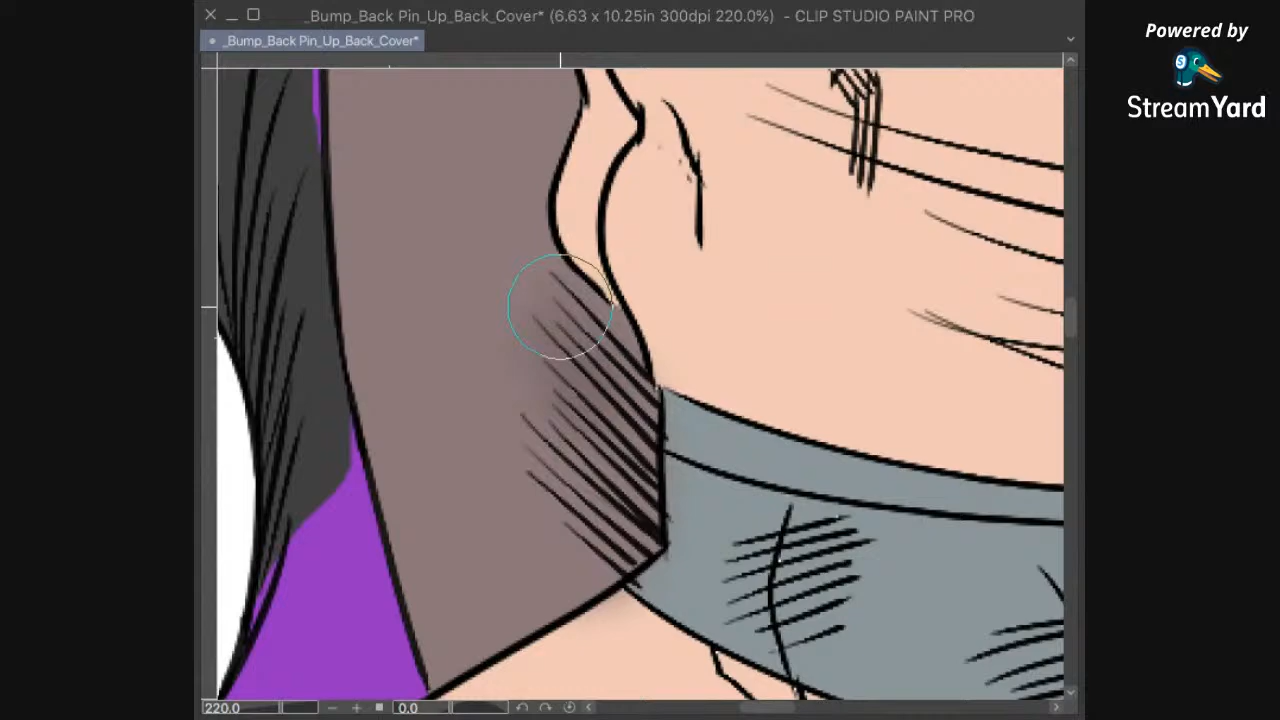 _Bump_Back Pin_Up_Back_Cover* (6.63 x 10.25in 300dpi 220.0%) - CLIP STUDIO PAINT PRO
_Bump_Back Pin_Up_Back_Cover*
Powered by
StreamYard
220.0
0.0